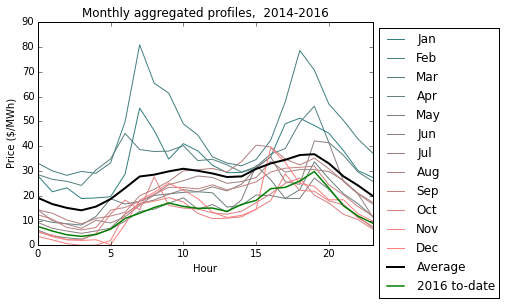 Monthly aggregated profiles,  2014-2016
90
80
70
60
50
40
30
20
10
0
Price ($/MWh)
0
5
10
15
20
Hour
Jan
Feb
Mar
Apr
May
Jun
Jul
Aug
Sep
Oct
Nov
Dec
Average
2016 to-date